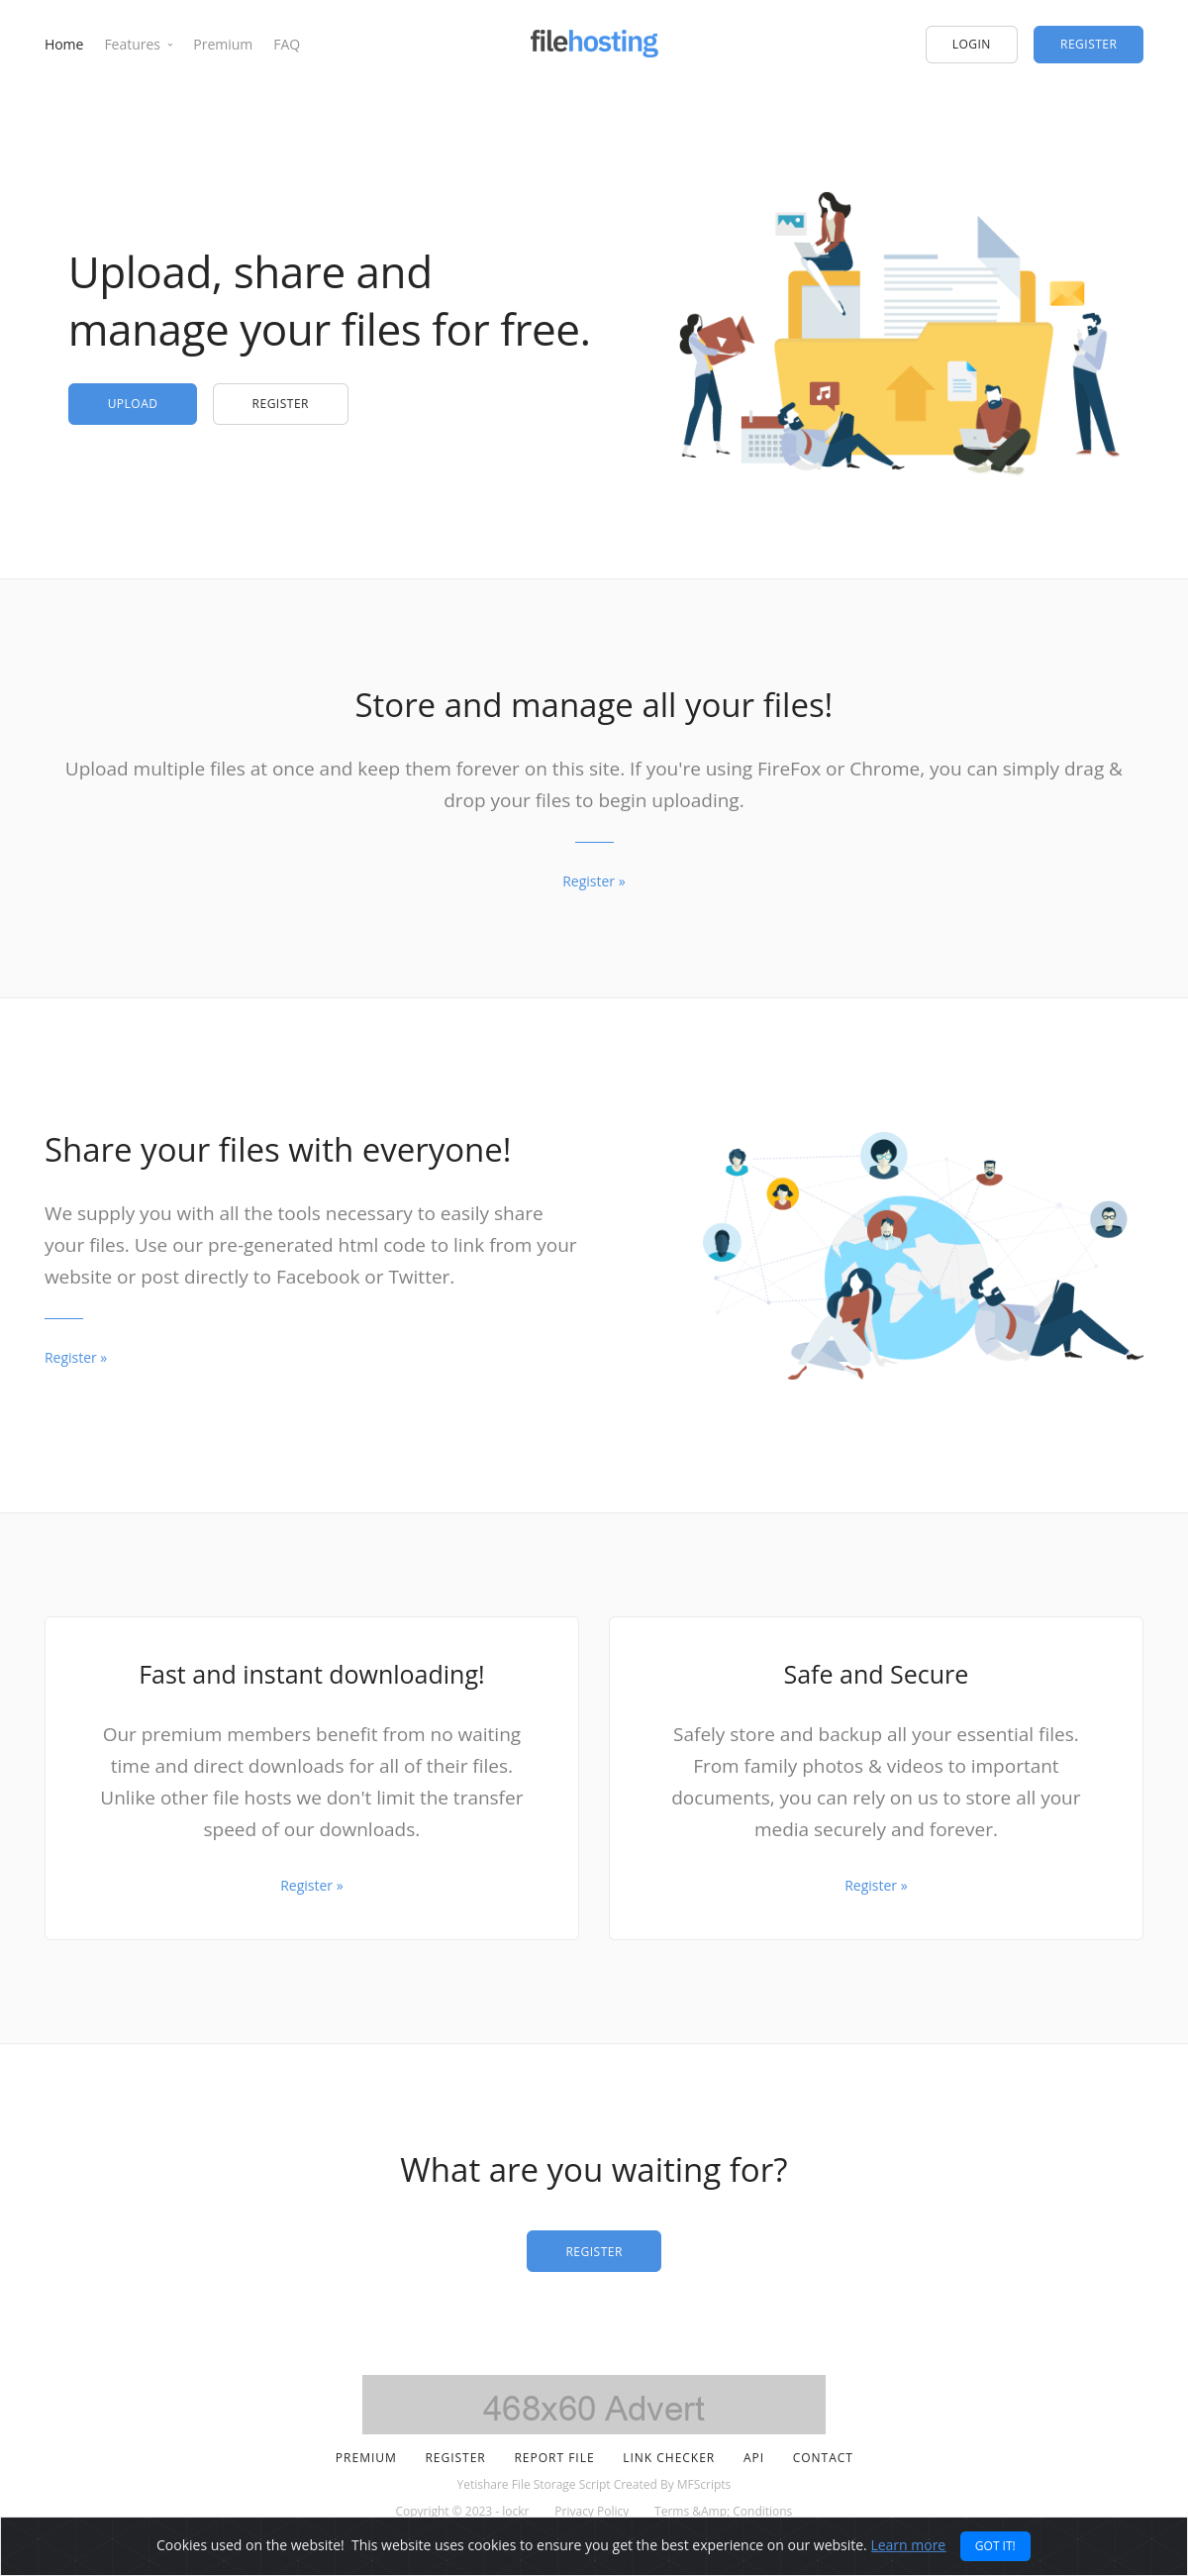 Home Features Premium FAQ filehosting LOGIN REGISTER
Upload, share and
manage your files for free.
UPLOAD REGISTER
Store and manage all your files!
Upload multiple files at once and keep them forever on this site. If you're using FireFox or Chrome, you can simply drag &
drop your files to begin uploading.
Register »
Share your files with everyone!
We supply you with all the tools necessary to easily share
your files. Use our pre-generated html code to link from your
website or post directly to Facebook or Twitter.
Register »
Fast and instant downloading!
Our premium members benefit from no waiting
time and direct downloads for all of their files.
Unlike other file hosts we don't limit the transfer
speed of our downloads.
Register »
Safe and Secure
Safely store and backup all your essential files.
From family photos & videos to important
documents, you can rely on us to store all your
media securely and forever.
Register »
What are you waiting for?
REGISTER
468x60 Advert
PREMIUM REGISTER REPORT FILE LINK CHECKER API CONTACT
Yetishare File Storage Script Created By MFScripts
Copyright © 2023 - lockr Privacy Policy Terms &Amp; Conditions
Cookies used on the website! This website uses cookies to ensure you get the best experience on our website. Learn more GOT IT!